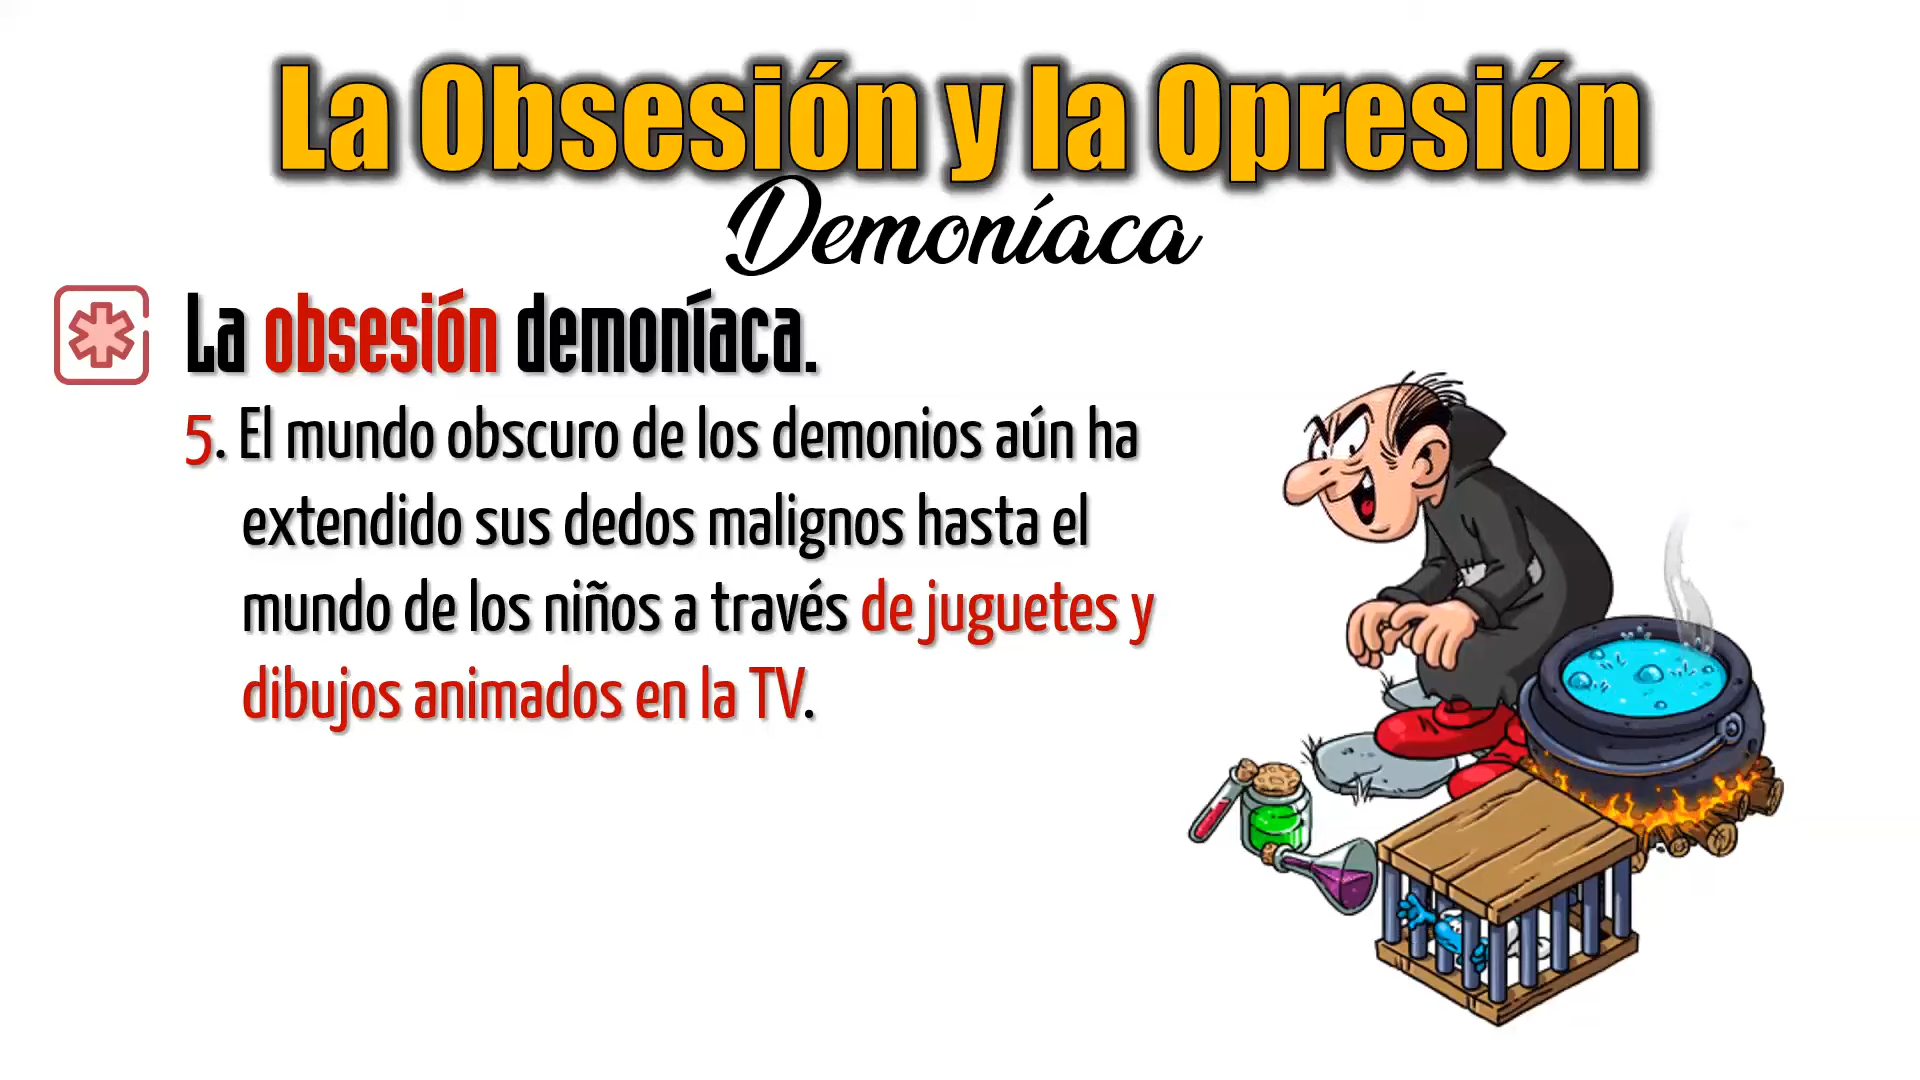 La Obsesión y la Opresión
Demoníaca
La obsesión demoníaca.
5. El mundo obscuro de los demonios aún ha
extendido sus dedos malignos hasta el
mundo de los niños a través de juguetes y
dibujos animados en la TV.